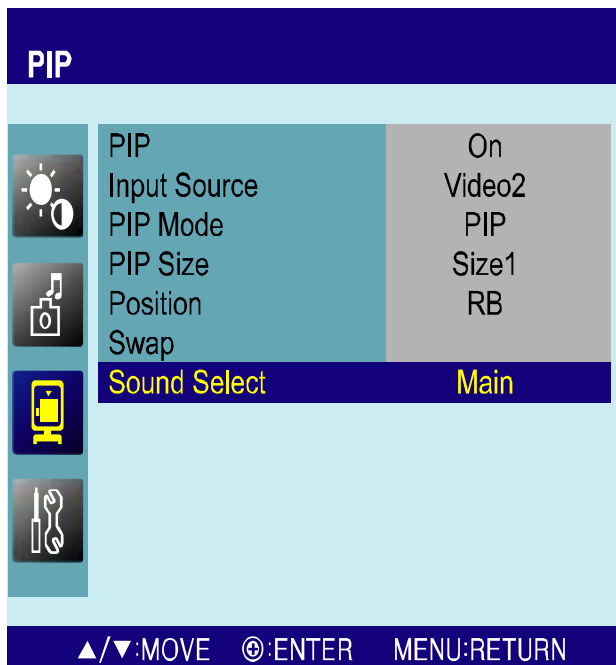 PIP
PIP On
Input Source Video2
PIP Mode PIP
PIP Size Size1
Position RB
Swap
Sound Select Main
▲/▼:MOVE ⊕:ENTER MENU:RETURN